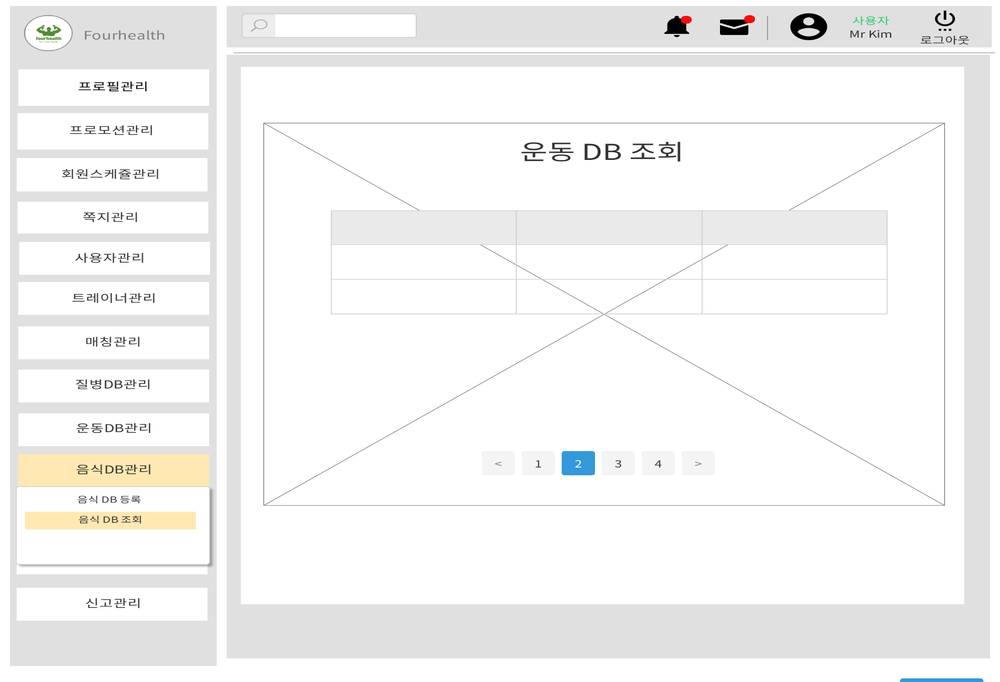 fourhealth
for your body
Fourhealth
사용자
Mr Kim
로그아웃
프로필관리
프로모션관리
회원스케쥴관리
쪽지관리
사용자관리
트레이너관리
매칭관리
질병DB관리
운동DB관리
음식DB관리
음식 DB 등록
음식 DB 조회
신고관리
운동 DB 조회
< 1 2 3 4 >